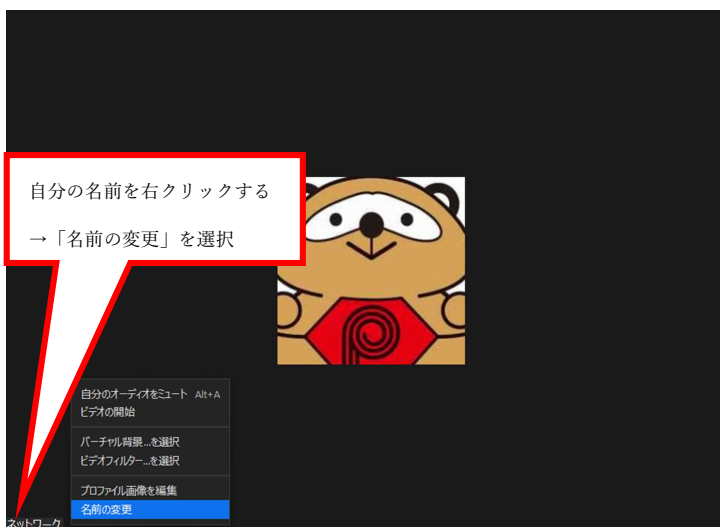 自分の名前を右クリックする
→「名前の変更」を選択
自分のオーディオをミュート Alt+A
ビデオの開始
バーチャル背景...を選択
ビデオフィルター...を選択
プロファイル画像を編集
名前の変更
ネットワーク